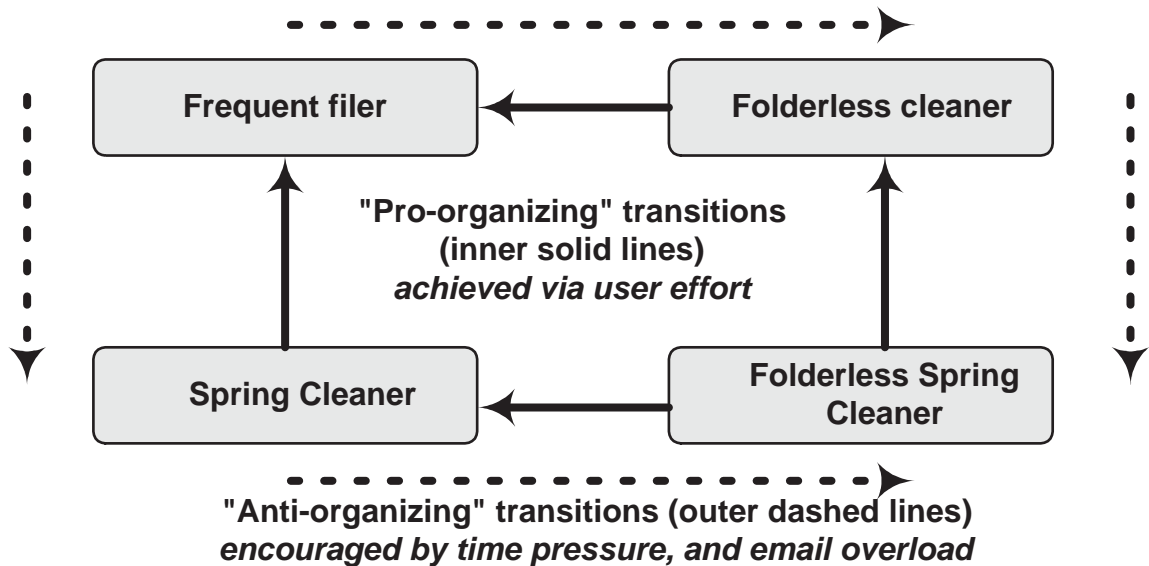 Frequent filer
Folderless cleaner
"Pro-organizing" transitions
(inner solid lines)
achieved via user effort
Spring Cleaner
Folderless Spring
Cleaner
"Anti-organizing" transitions (outer dashed lines)
encouraged by time pressure, and email overload